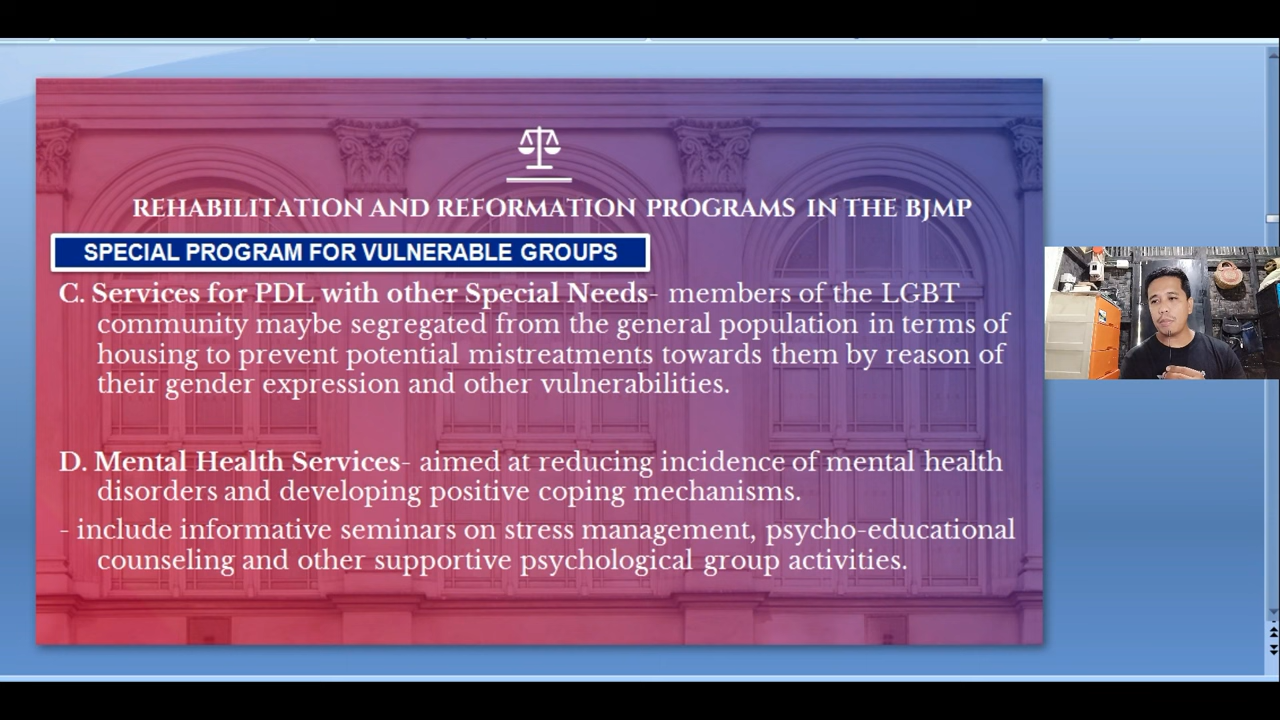 REHABILITATION AND REFORMATION PROGRAMS IN THE BJMP
SPECIAL PROGRAM FOR VULNERABLE GROUPS
C. Services for PDL with other Special Needs- members of the LGBT
community maybe segregated from the general population in terms of
housing to prevent potential mistreatments towards them by reason of
their gender expression and other vulnerabilities.
D. Mental Health Services- aimed at reducing incidence of mental health
disorders and developing positive coping mechanisms.
- include informative seminars on stress management, psycho-educational
counseling and other supportive psychological group activities.